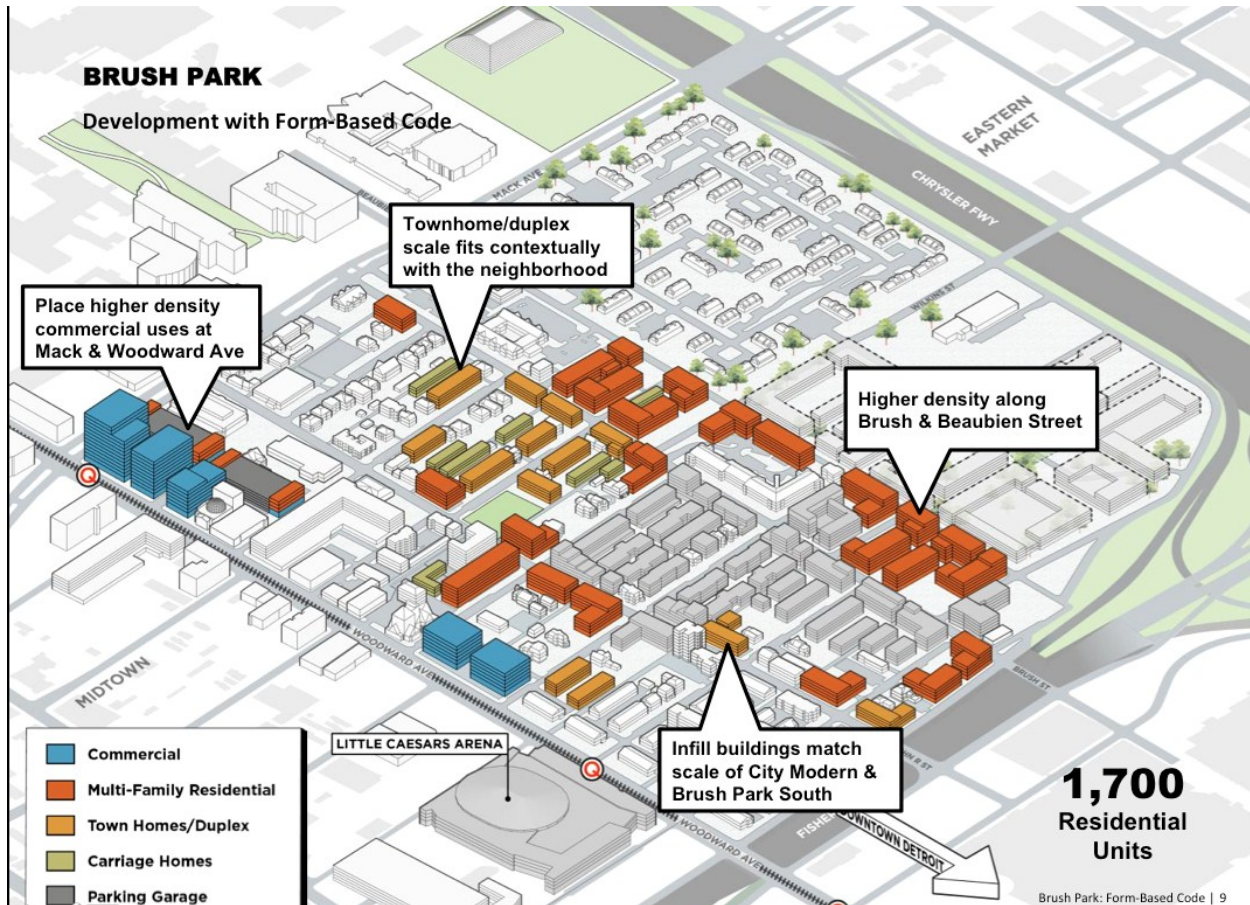 BRUSH PARK
Development with Form-Based Code
EASTERN
MARKET
CHRYSLER FWY
MACK AVE
Townhome/duplex
scale fits contextually
with the neighborhood
Place higher density
commercial uses at
Mack & Woodward Ave
WILKINS ST
Higher density along
Brush & Beaubien Street
Q
MIDTOWN
WOODWARD AVE
BRUSH ST
LITTLE CAESARS ARENA
Infill buildings match
scale of City Modern &
Brush Park South
Q
WOODWARD AVE
DOWNTOWN DETROIT
Commercial
Multi-Family Residential
Town Homes/Duplex
Carriage Homes
Parking Garage
1,700
Residential
Units
Brush Park: Form-Based Code | 9